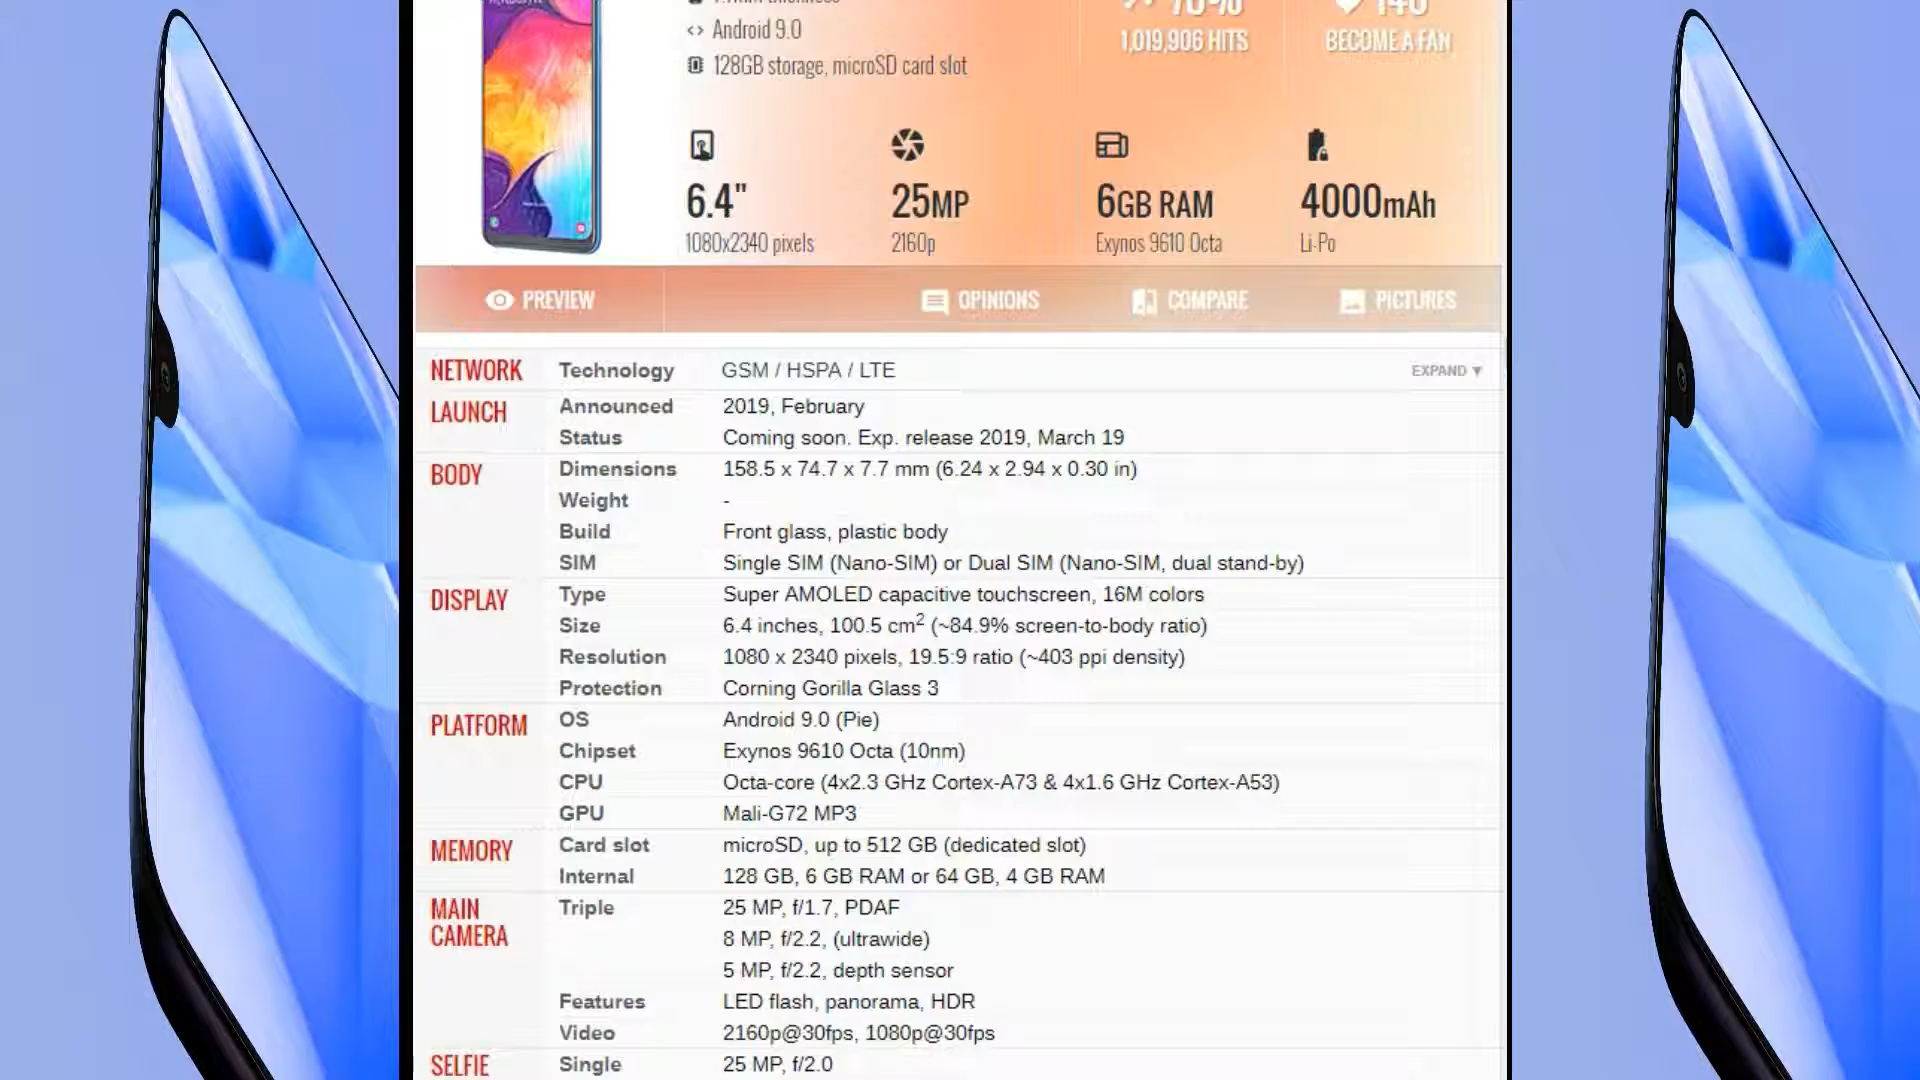 Android 9.0
1,019,906 HITS
BECOME A FAN
128GB storage, microSD card slot
6.4"
25MP
6GB RAM
4000mAh
1080x2340 pixels
2160p
Exynos 9610 Octa
Li-Po
PREVIEW
OPINIONS
COMPARE
PICTURES
NETWORK Technology GSM / HSPA / LTE EXPAND ▼
LAUNCH Announced 2019, February
Status Coming soon. Exp. release 2019, March 19
BODY Dimensions 158.5 x 74.7 x 7.7 mm (6.24 x 2.94 x 0.30 in)
Weight -
Build Front glass, plastic body
SIM Single SIM (Nano-SIM) or Dual SIM (Nano-SIM, dual stand-by)
DISPLAY Type Super AMOLED capacitive touchscreen, 16M colors
Size 6.4 inches, 100.5 cm2 (~84.9% screen-to-body ratio)
Resolution 1080 x 2340 pixels, 19.5:9 ratio (~403 ppi density)
Protection Corning Gorilla Glass 3
PLATFORM OS Android 9.0 (Pie)
Chipset Exynos 9610 Octa (10nm)
CPU Octa-core (4x2.3 GHz Cortex-A73 & 4x1.6 GHz Cortex-A53)
GPU Mali-G72 MP3
MEMORY Card slot microSD, up to 512 GB (dedicated slot)
Internal 128 GB, 6 GB RAM or 64 GB, 4 GB RAM
MAIN CAMERA Triple 25 MP, f/1.7, PDAF
8 MP, f/2.2, (ultrawide)
5 MP, f/2.2, depth sensor
Features LED flash, panorama, HDR
Video 2160p@30fps, 1080p@30fps
SELFIE Single 25 MP, f/2.0